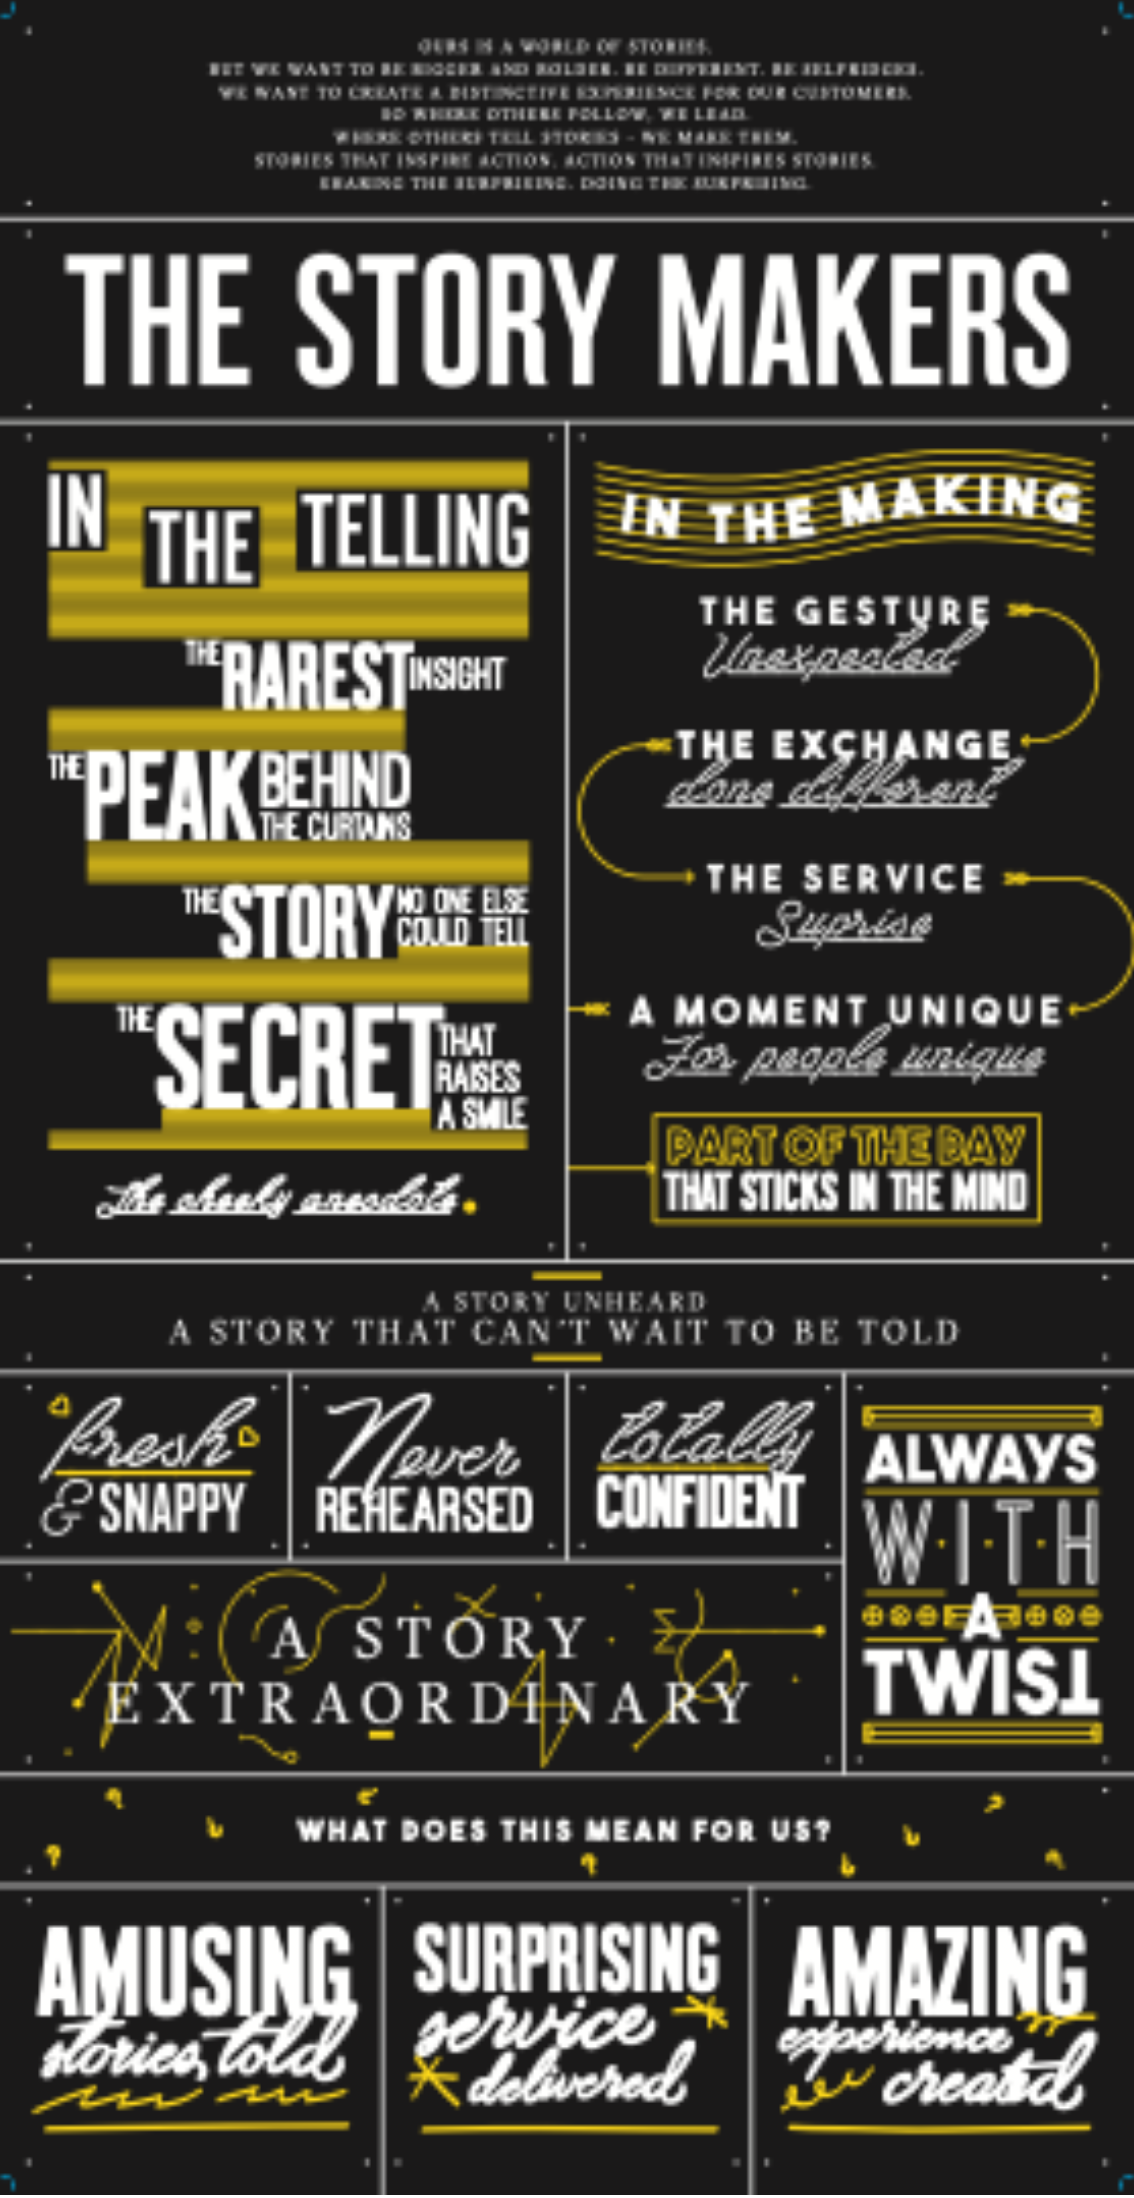 OURS IS A WORLD OF STORIES.
BUT WE WANT TO BE BIGGER AND BOLDER. BE DIFFERENT. BE SELFRIDGES.
WE WANT TO CREATE A DISTINCTIVE EXPERIENCE FOR OUR CUSTOMERS.
SO WHERE OTHERS FOLLOW, WE LEAD.
WHERE OTHERS TELL STORIES - WE MAKE THEM.
STORIES THAT INSPIRE ACTION. ACTION THAT INSPIRES STORIES.
SHARING THE SURPRISING. DOING THE SURPRISING.
THE STORY MAKERS
IN THE TELLING
THE RAREST INSIGHT
THE PEAK BEHIND
THE CURTAINS
THE STORY NO ONE ELSE
COULD TELL
THE SECRET THAT
RAISES
A SMILE
The cheeky anecdote.
IN THE MAKING
THE GESTURE
Unexpected
THE EXCHANGE
done different
THE SERVICE
Suprise
A MOMENT UNIQUE
For people unique
PART OF THE DAY
THAT STICKS IN THE MIND
A STORY UNHEARD
A STORY THAT CAN'T WAIT TO BE TOLD
fresh
& SNAPPY
Never
REHEARSED
totally
CONFIDENT
ALWAYS
W·I·T·H
A
TWIST
A STORY
EXTRAORDINARY
WHAT DOES THIS MEAN FOR US?
AMUSING
stories, told
SURPRISING
service
delivered
AMAZING
experience
created